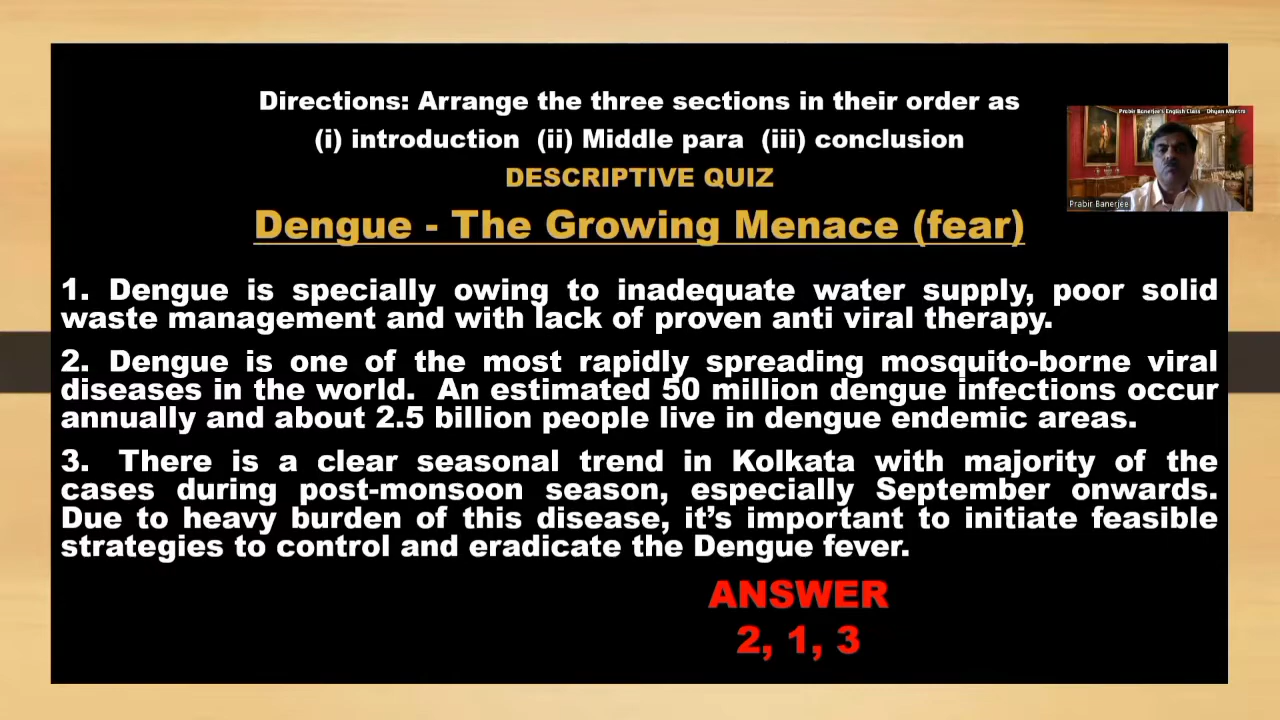 Directions: Arrange the three sections in their order as
(i) introduction (ii) Middle para (iii) conclusion
DESCRIPTIVE QUIZ
Dengue - The Growing Menace (fear)
Prabir Banerjee's English Class - Dhyan Mantra
Prabir Banerjee
1. Dengue is specially owing to inadequate water supply, poor solid
waste management and with lack of proven anti viral therapy.
2. Dengue is one of the most rapidly spreading mosquito-borne viral
diseases in the world. An estimated 50 million dengue infections occur
annually and about 2.5 billion people live in dengue endemic areas.
3. There is a clear seasonal trend in Kolkata with majority of the
cases during post-monsoon season, especially September onwards.
Due to heavy burden of this disease, it's important to initiate feasible
strategies to control and eradicate the Dengue fever.
ANSWER
2, 1, 3